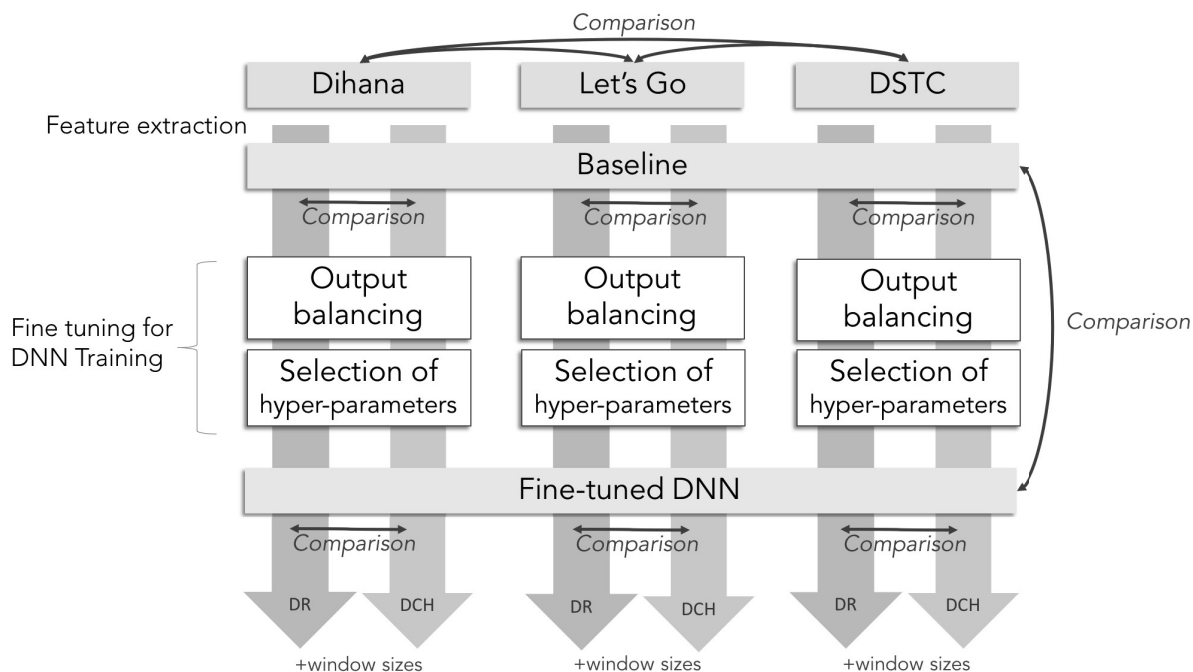 Comparison
Dihana
Let's Go
DSTC
Feature extraction
Baseline
Comparison
Comparison
Comparison
Output
balancing
Output
balancing
Output
balancing
Fine tuning for
DNN Training
Comparison
Selection of
hyper-parameters
Selection of
hyper-parameters
Selection of
hyper-parameters
Fine-tuned DNN
Comparison
Comparison
Comparison
DR
DCH
DR
DCH
DR
DCH
+window sizes
+window sizes
+window sizes